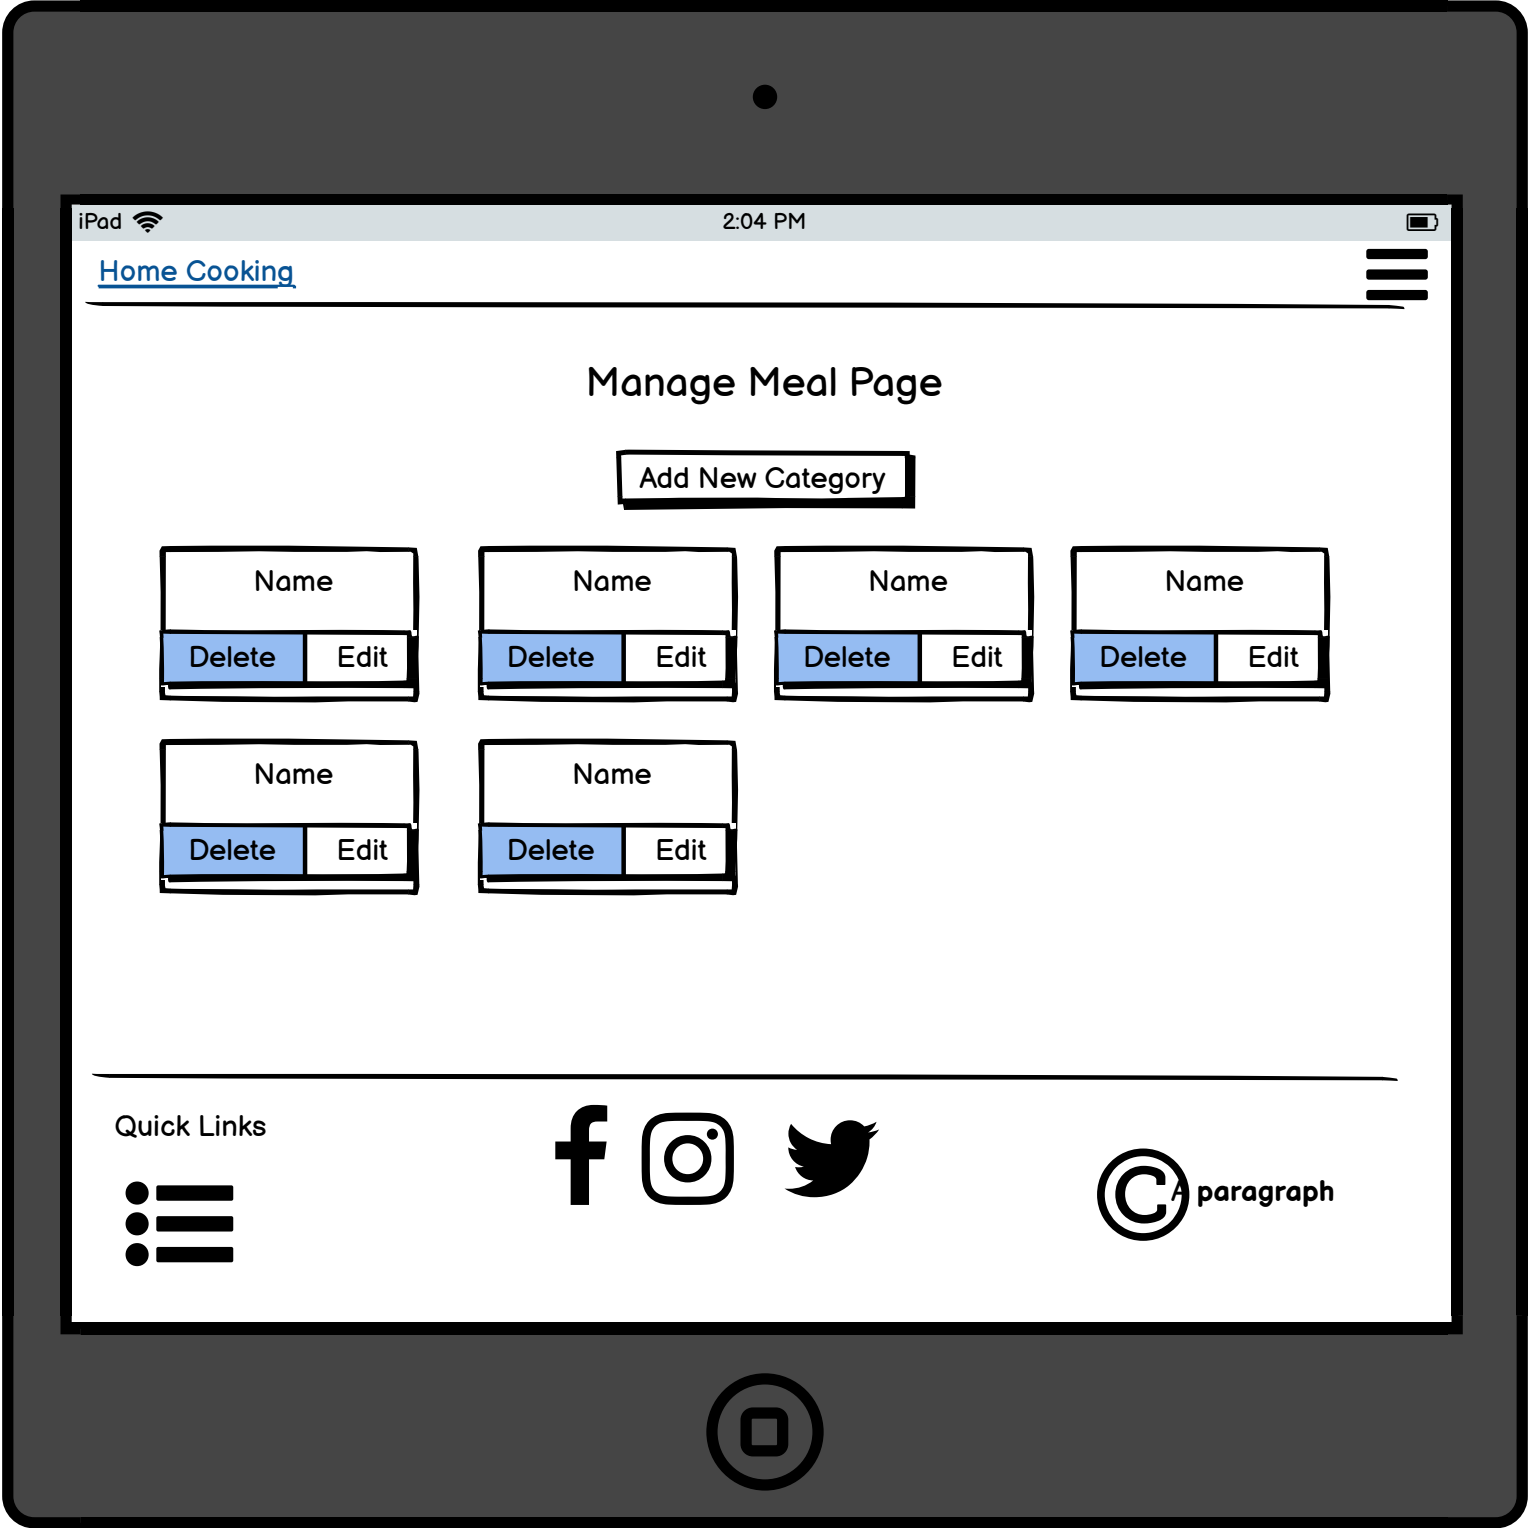 iPad 2:04 PM
Home Cooking
Manage Meal Page
Add New Category
Name Name Name Name
Delete Edit Delete Edit Delete Edit Delete Edit
Name Name
Delete Edit Delete Edit
Quick Links
© A paragraph